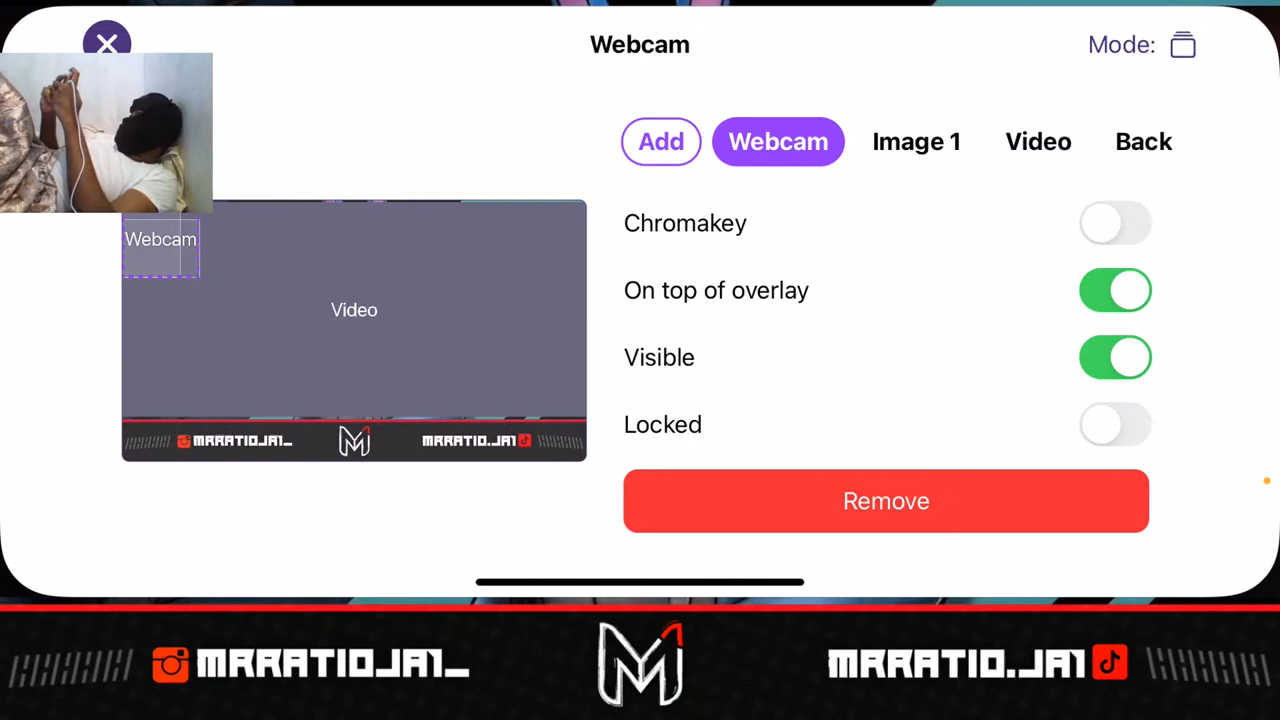 Webcam
Mode:
Add Webcam Image 1 Video Back
Chromakey
On top of overlay
Visible
Locked
Remove
Webcam
Video
MRRATIOJA1_ M MRRATIO.JA1
MRRATIOJA1_ M MRRATIO.JA1